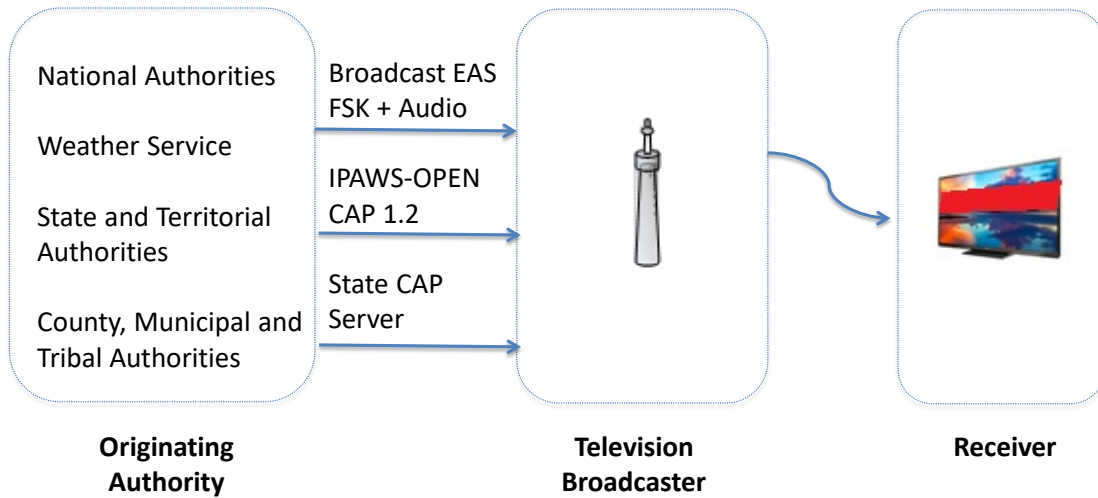 National Authorities
Weather Service
State and Territorial
Authorities
County, Municipal and
Tribal Authorities
Broadcast EAS
FSK + Audio
IPAWS-OPEN
CAP 1.2
State CAP
Server
Originating
Authority
Television
Broadcaster
Receiver